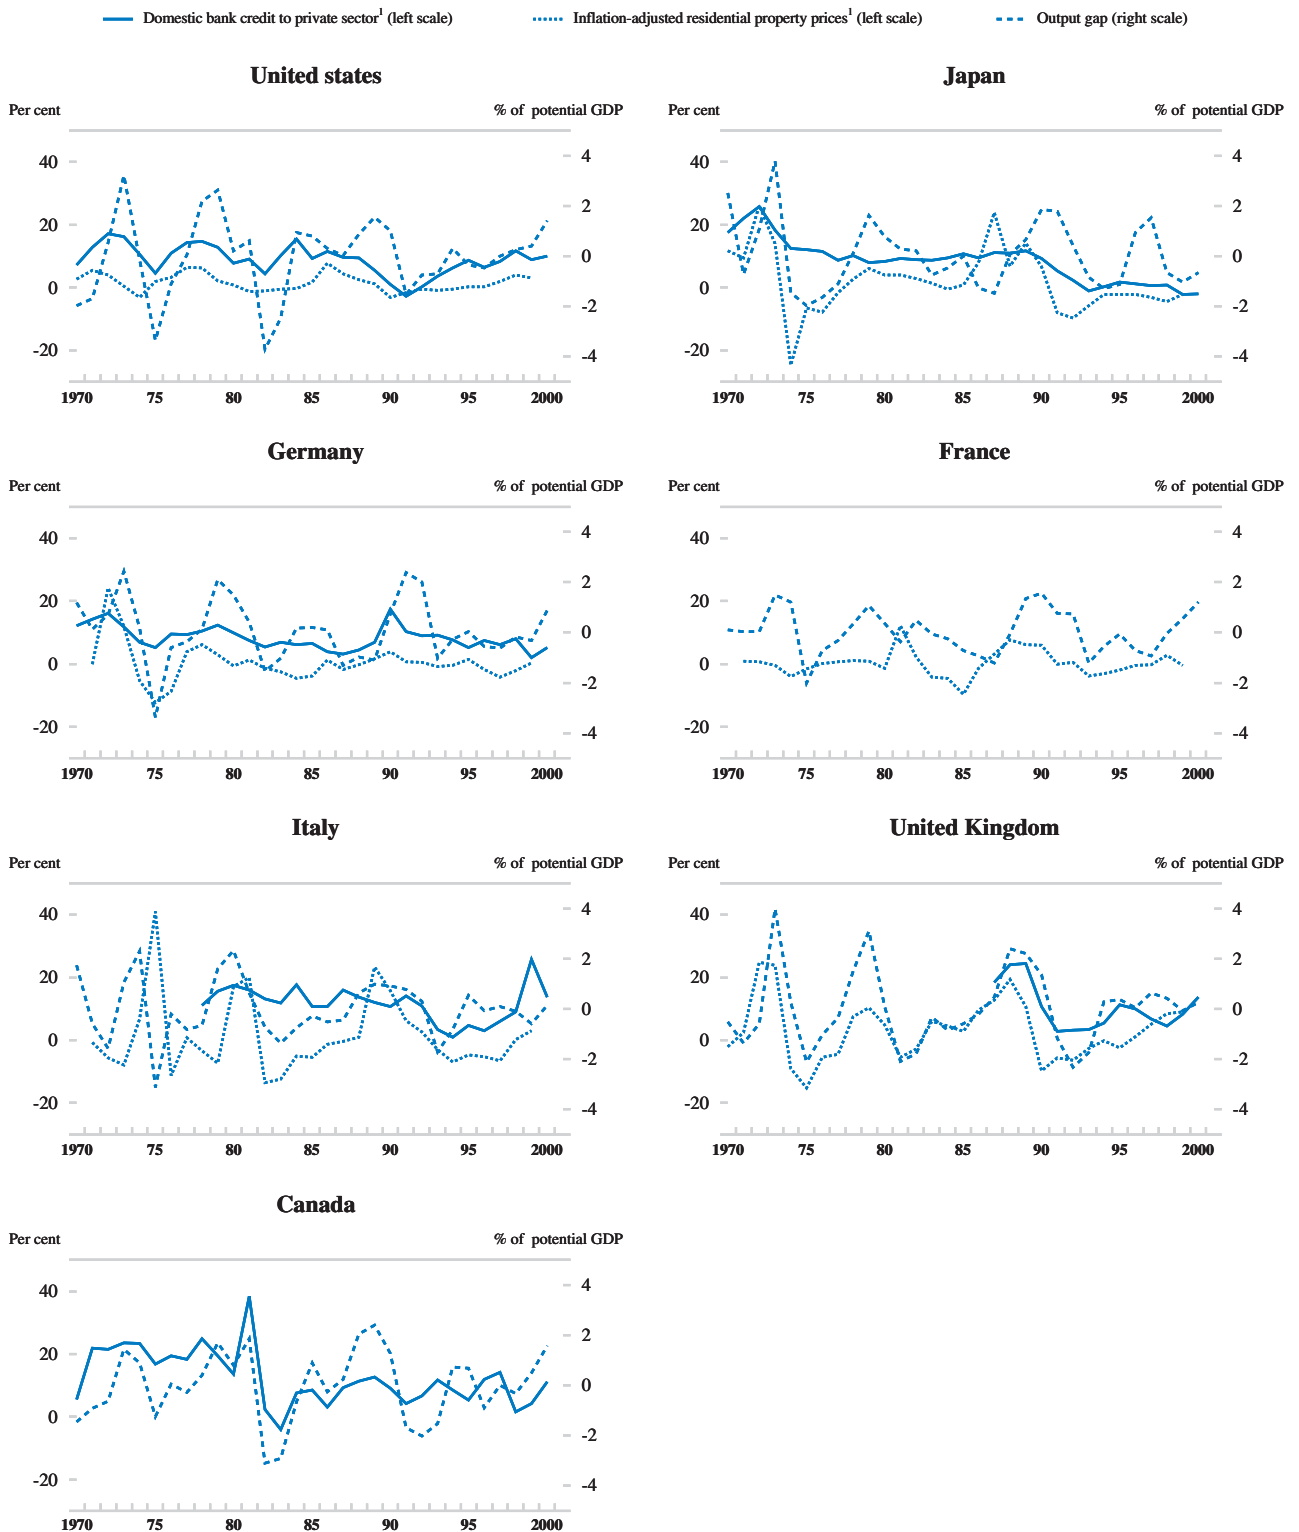 Domestic bank credit to private sector1 (left scale) Inflation-adjusted residential property prices1 (left scale) Output gap (right scale)
United states Japan
Per cent % of potential GDP Per cent % of potential GDP
40 4 40 4
20 2 20 2
0 0 0 0
-20 -2 -20 -2
-4 -4
1970 75 80 85 90 95 2000 1970 75 80 85 90 95 2000
Germany France
Per cent % of potential GDP Per cent % of potential GDP
40 4 40 4
20 2 20 2
0 0 0 0
-20 -2 -20 -2
-4 -4
1970 75 80 85 90 95 2000 1970 75 80 85 90 95 2000
Italy United Kingdom
Per cent % of potential GDP Per cent % of potential GDP
40 4 40 4
20 2 20 2
0 0 0 0
-20 -2 -20 -2
-4 -4
1970 75 80 85 90 95 2000 1970 75 80 85 90 95 2000
Canada
Per cent % of potential GDP
40 4
20 2
0 0
-20 -2
-4
1970 75 80 85 90 95 2000